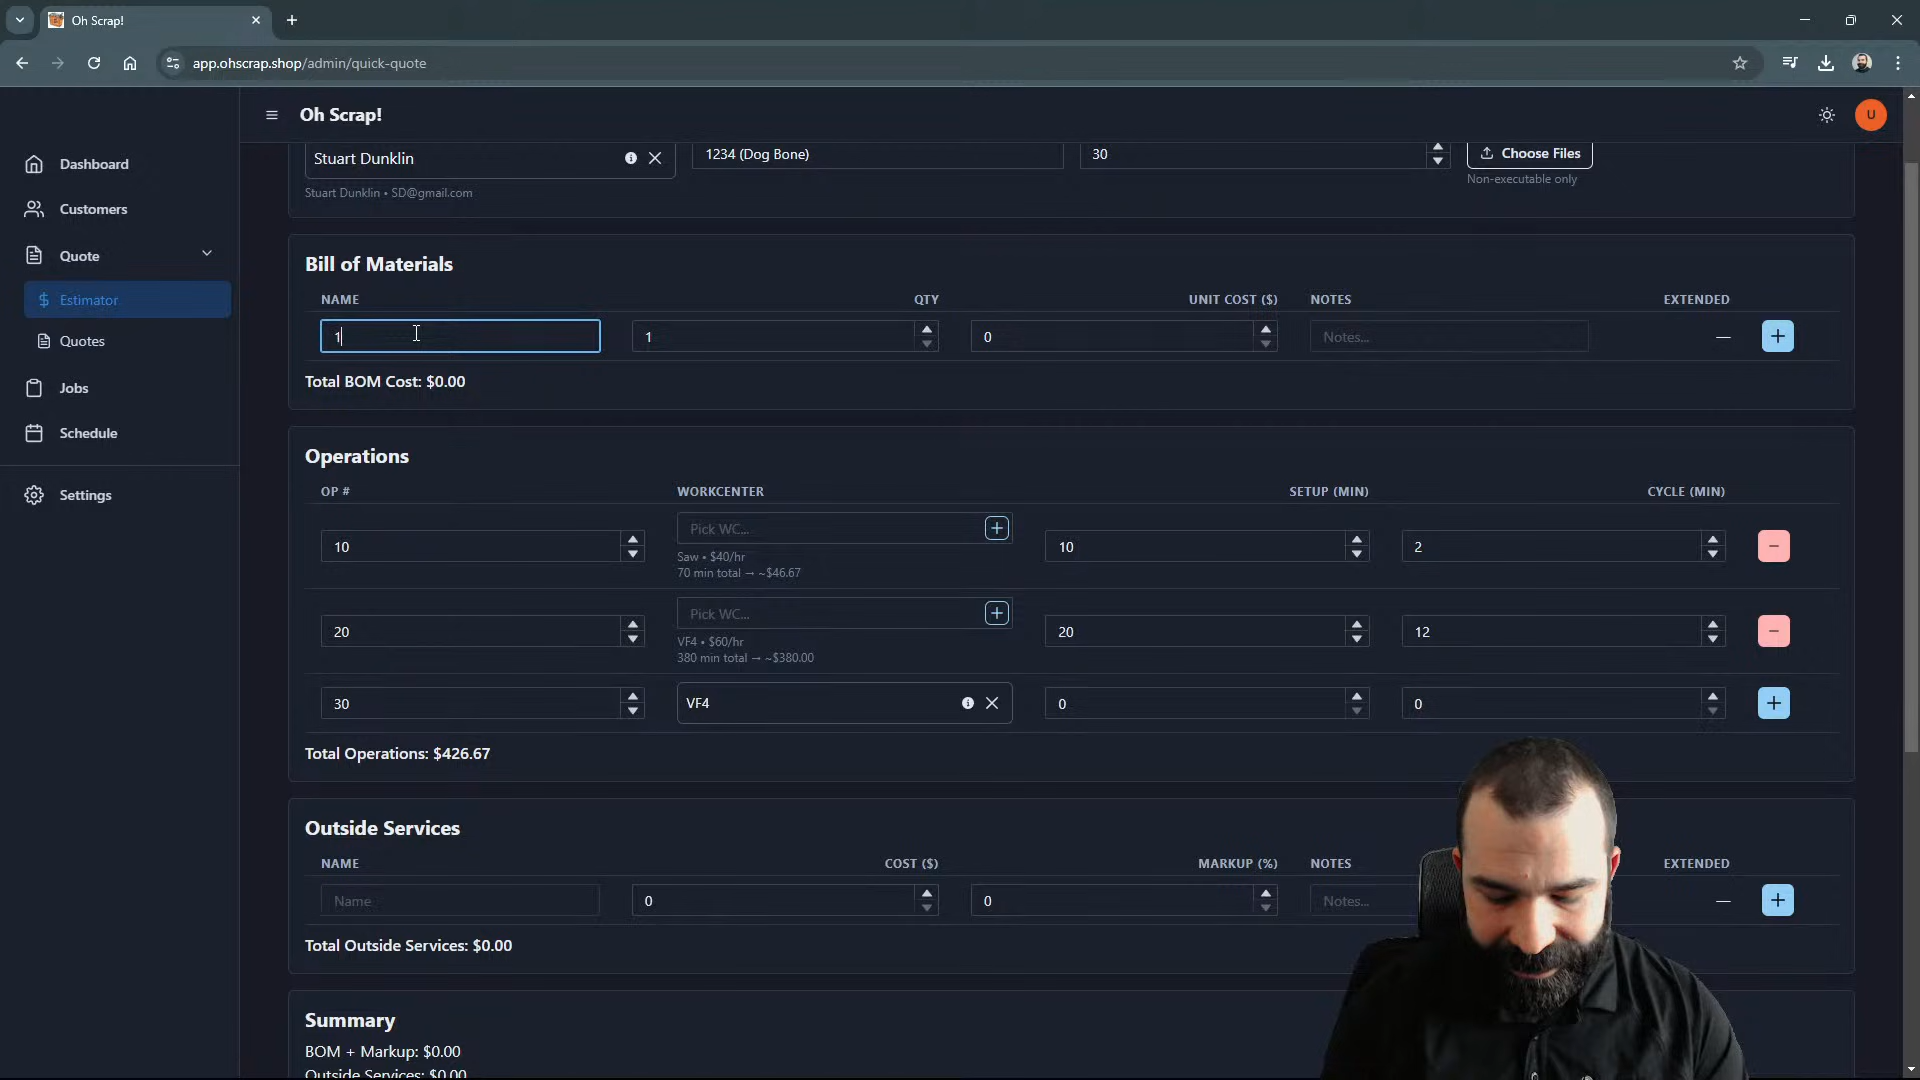 Oh Scrap!
app.ohscrap.shop/admin/quick-quote
Oh Scrap!
U
Dashboard
Customers
Quote
Estimator
Quotes
Jobs
Schedule
Settings
Stuart Dunklin
1234 (Dog Bone)
30
Choose Files
Stuart Dunklin • SD@gmail.com
Non-executable only
Bill of Materials
NAME QTY UNIT COST ($) NOTES EXTENDED
1 1 0 Notes... —
Total BOM Cost: $0.00
Operations
OP # WORKCENTER SETUP (MIN) CYCLE (MIN)
10 Pick WC... 10 2
Saw • $40/hr
70 min total → ~$46.67
20 Pick WC... 20 12
VF4 • $60/hr
380 min total → ~$380.00
30 VF4 0 0
Total Operations: $426.67
Outside Services
NAME COST ($) MARKUP (%) NOTES EXTENDED
Name 0 0 Notes... —
Total Outside Services: $0.00
Summary
BOM + Markup: $0.00
Outside Services: $0.00